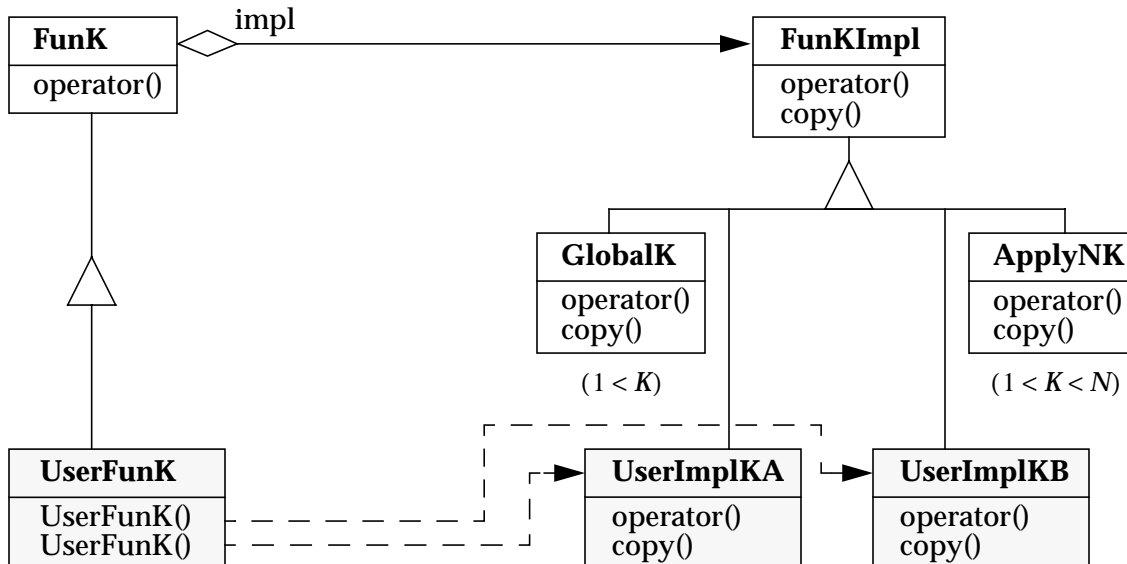 impl
FunK
operator()
FunKImpl
operator()
copy()
GlobalK
operator()
copy()
(1 < K)
ApplyNK
operator()
copy()
(1 < K < N)
UserFunK
UserFunK()
UserFunK()
UserImplKA
operator()
copy()
UserImplKB
operator()
copy()